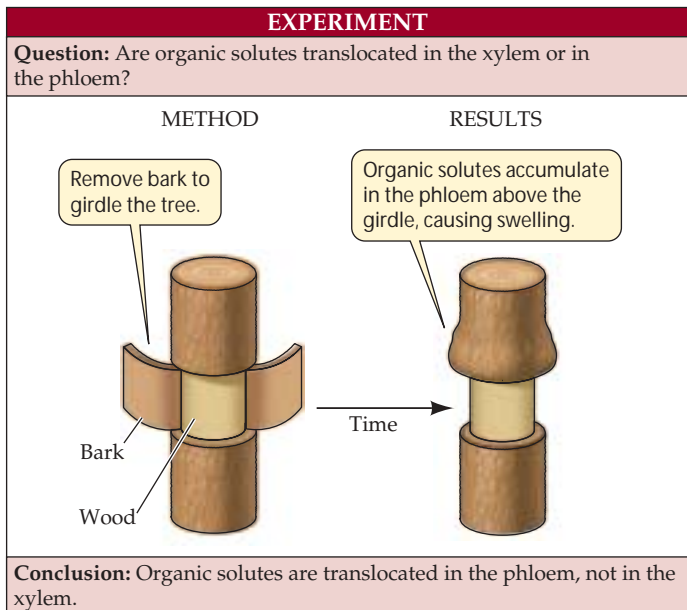 EXPERIMENT
Question: Are organic solutes translocated in the xylem or in
the phloem?
METHOD
RESULTS
Remove bark to
girdle the tree.
Organic solutes accumulate
in the phloem above the
girdle, causing swelling.
Bark
Wood
Time
Conclusion: Organic solutes are translocated in the phloem, not in the
xylem.